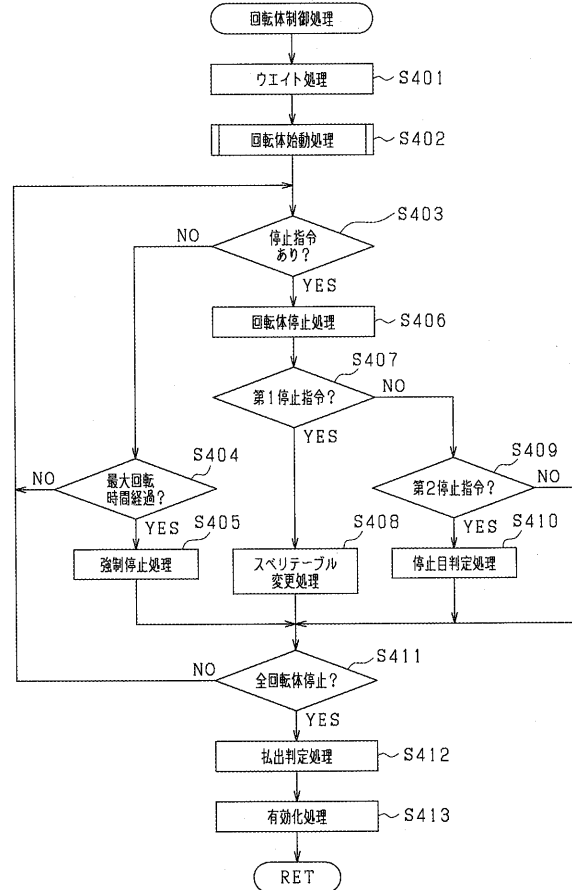 回転体制御処理
ウエイト処理
S401
回転体始動処理
S402
S403
停止指令
あり?
NO
YES
回転体停止処理
S406
S407
第1停止指令?
NO
YES
S404
最大回転
時間経過?
NO
YES
S409
第2停止指令?
NO
YES
S405
強制停止処理
S408
スベリテーブル
変更処理
S410
停止目判定処理
S411
全回転体停止?
NO
YES
払出判定処理
S412
有効化処理
S413
RET